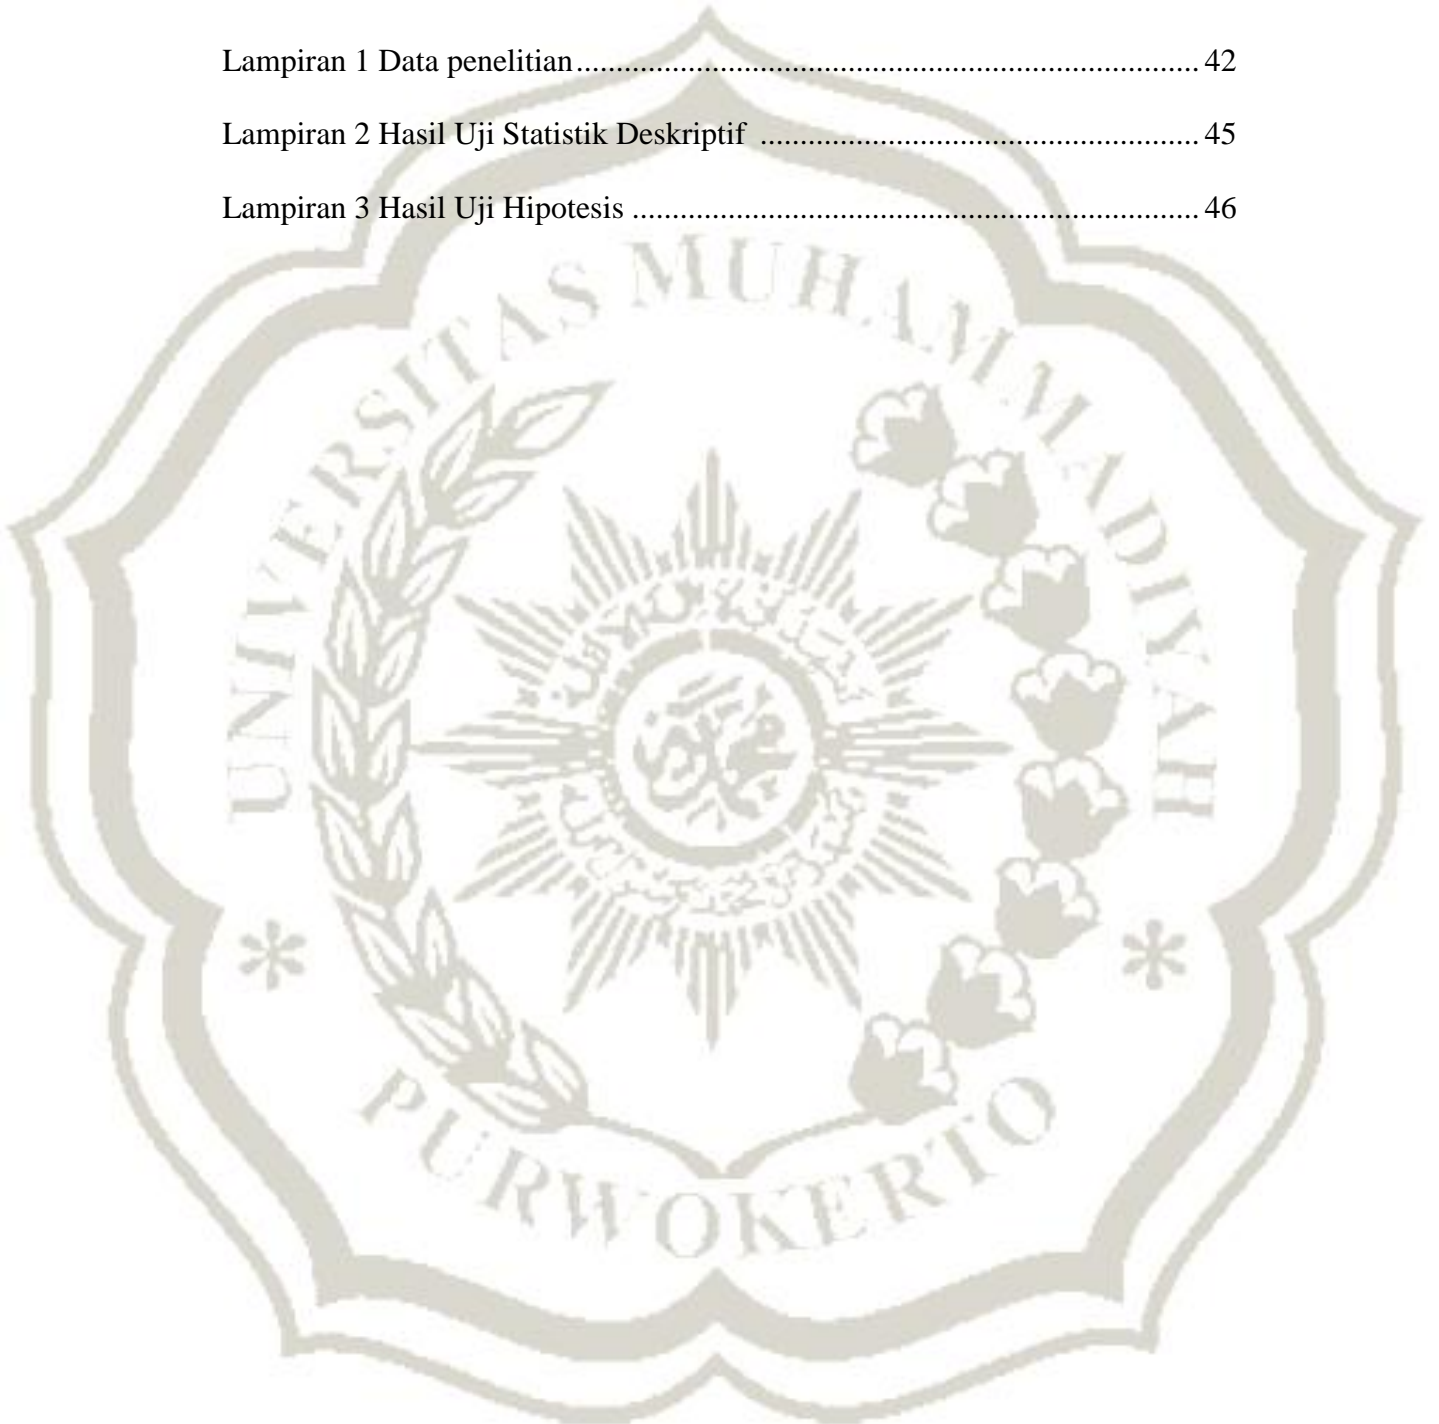 Lampiran 1 Data penelitian.............................................................................. 42
Lampiran 2 Hasil Uji Statistik Deskriptif ....................................................... 45
Lampiran 3 Hasil Uji Hipotesis ....................................................................... 46
UNIVERSITAS MUHAMMADIYAH
PURWOKERTO